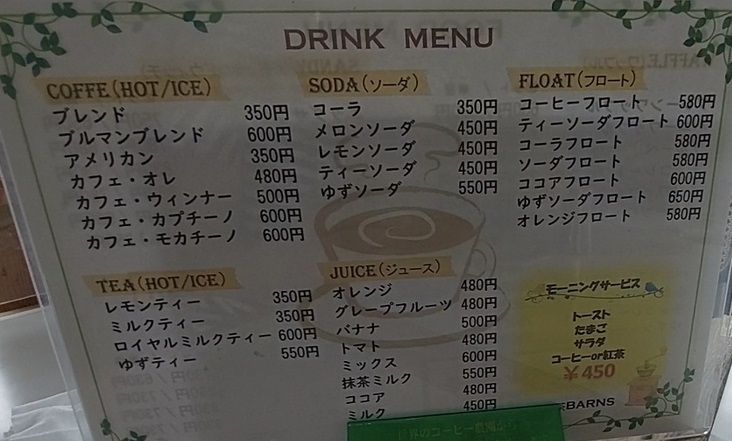 DRINK MENU
COFFE(HOT/ICE)
ブレンド 350円
ブルマンブレンド 600円
アメリカン 350円
カフェ・オレ 480円
カフェ・ウィンナー 500円
カフェ・カプチーノ 600円
カフェ・モカチーノ 600円
TEA(HOT/ICE)
レモンティー 350円
ミルクティー 350円
ロイヤルミルクティー 600円
ゆずティー 550円
SODA(ソーダ)
コーラ 350円
メロンソーダ 450円
レモンソーダ 450円
ティーソーダ 450円
ゆずソーダ 550円
JUICE(ジュース)
オレンジ 480円
グレープフルーツ 480円
バナナ 500円
トマト 480円
ミックス 600円
抹茶ミルク 550円
ココア 480円
ミルク 450円
FLOAT(フロート)
コーヒーフロート 580円
ティーソーダフロート 600円
コーラフロート 580円
ソーダフロート 580円
ココアフロート 600円
ゆずソーダフロート 650円
オレンジフロート 580円
モーニングサービス
トースト
たまご
サラダ
コーヒーor紅茶
￥450
BARNS
世界のコーヒー農園から